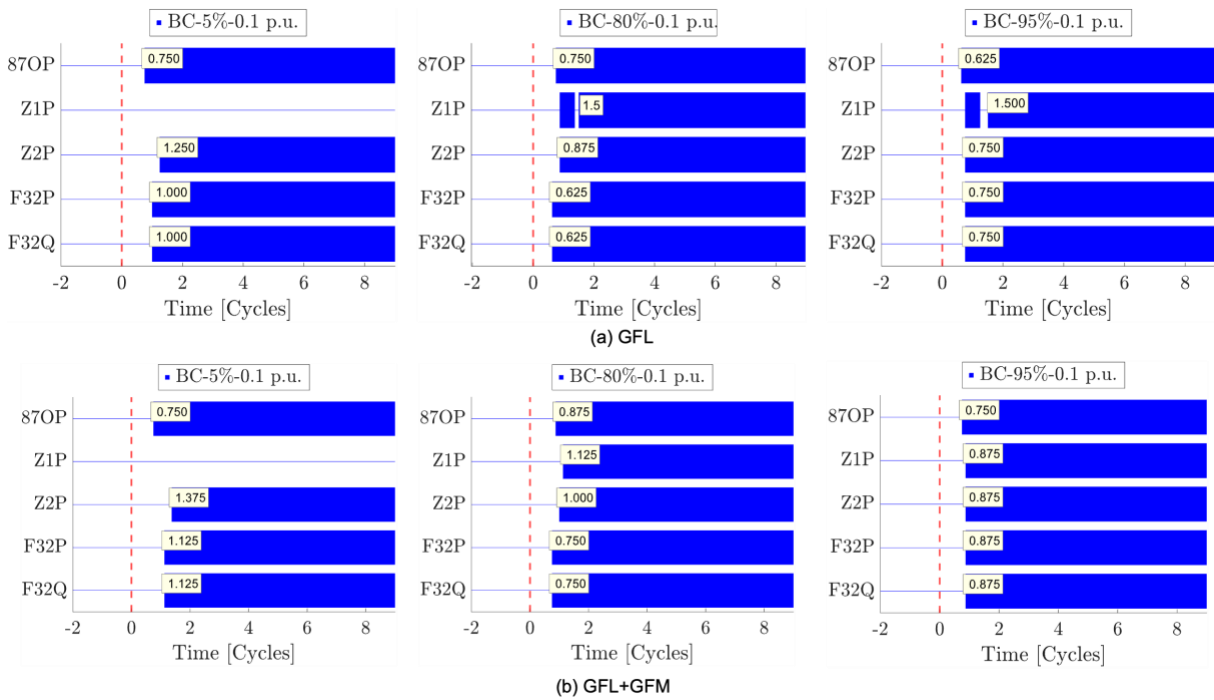 BC-5%-0.1 p.u.
87OP
0.750
Z1P
Z2P
1.250
F32P
1.000
F32Q
1.000
-2 0 2 4 6 8
Time [Cycles]
BC-80%-0.1 p.u.
87OP
0.750
Z1P
1.5
Z2P
0.875
F32P
0.625
F32Q
0.625
-2 0 2 4 6 8
Time [Cycles]
BC-95%-0.1 p.u.
87OP
0.625
Z1P
1.500
Z2P
0.750
F32P
0.750
F32Q
0.750
-2 0 2 4 6 8
Time [Cycles]
(a) GFL
BC-5%-0.1 p.u.
87OP
0.750
Z1P
Z2P
1.375
F32P
1.125
F32Q
1.125
-2 0 2 4 6 8
Time [Cycles]
BC-80%-0.1 p.u.
87OP
0.875
Z1P
1.125
Z2P
1.000
F32P
0.750
F32Q
0.750
-2 0 2 4 6 8
Time [Cycles]
BC-95%-0.1 p.u.
87OP
0.750
Z1P
0.875
Z2P
0.875
F32P
0.875
F32Q
0.875
-2 0 2 4 6 8
Time [Cycles]
(b) GFL+GFM